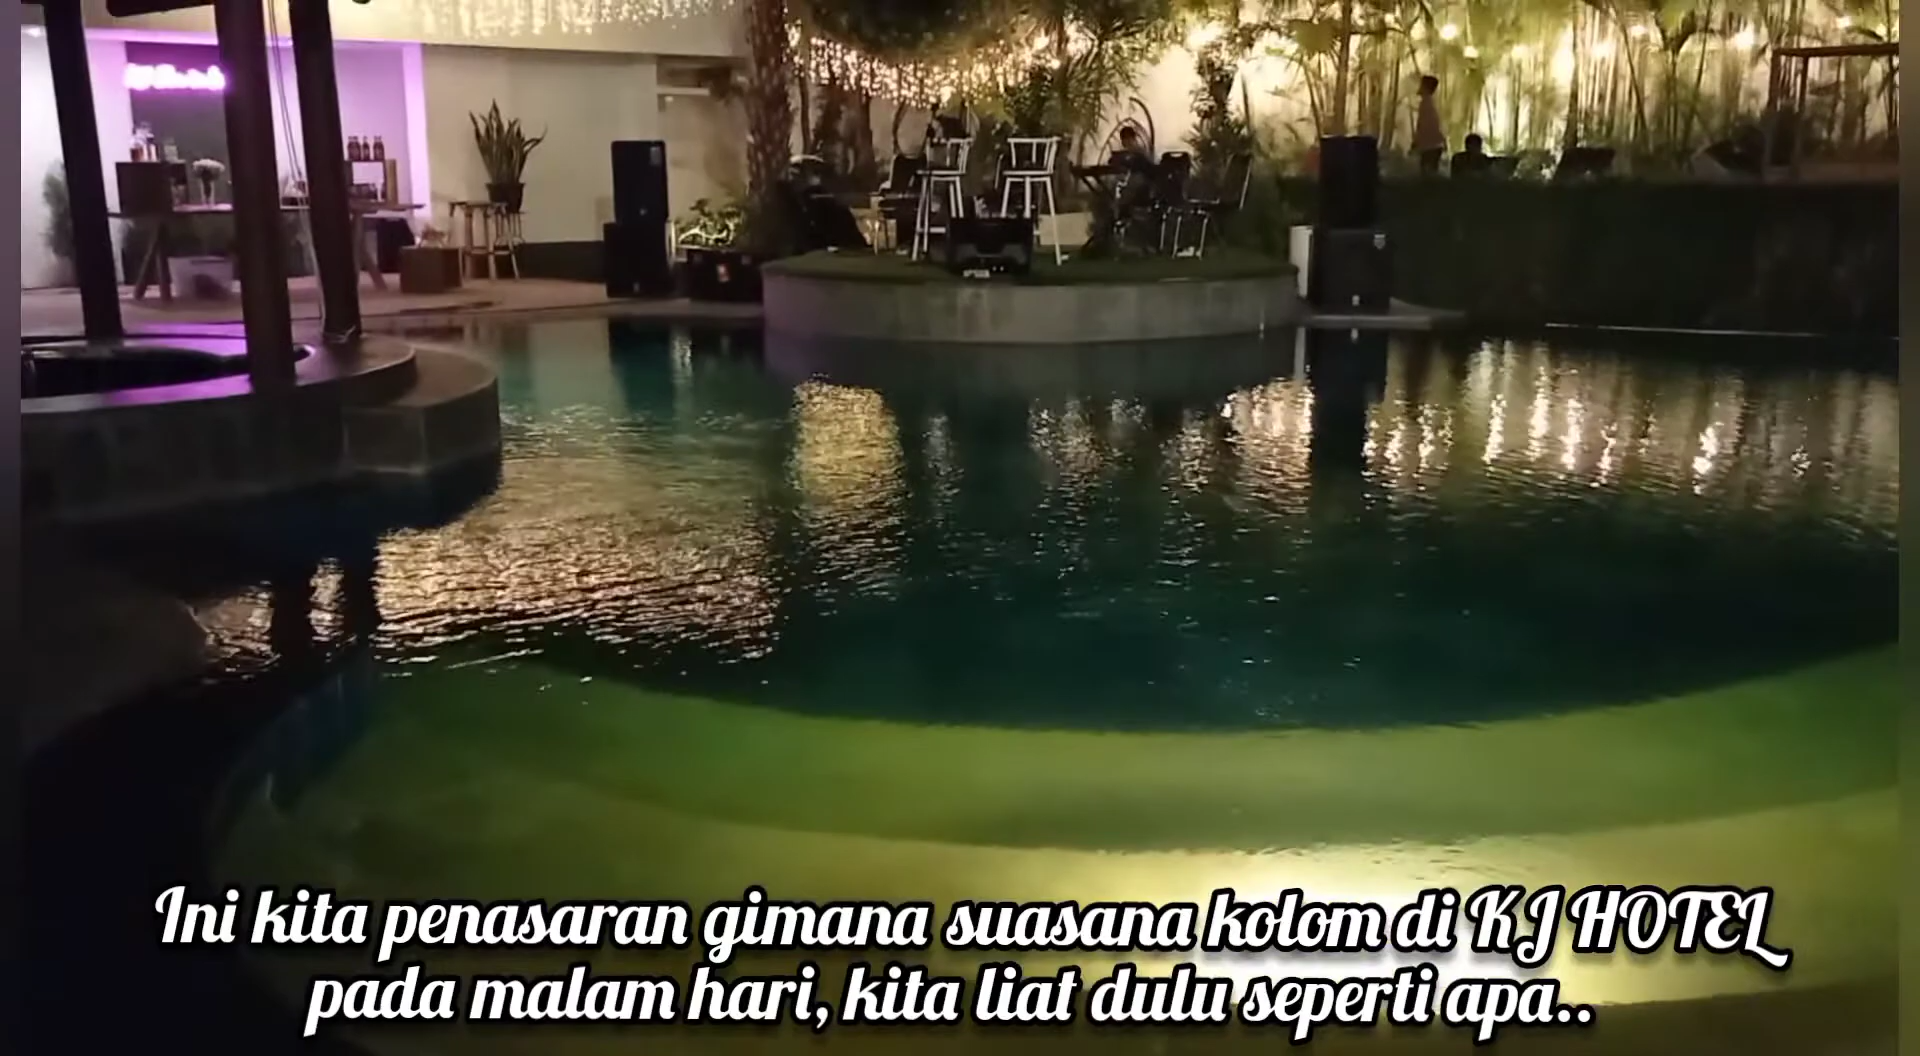 Ini kita penasaran gimana suasana kolom di KJ HOTEL
pada malam hari, kita liat dulu seperti apa..